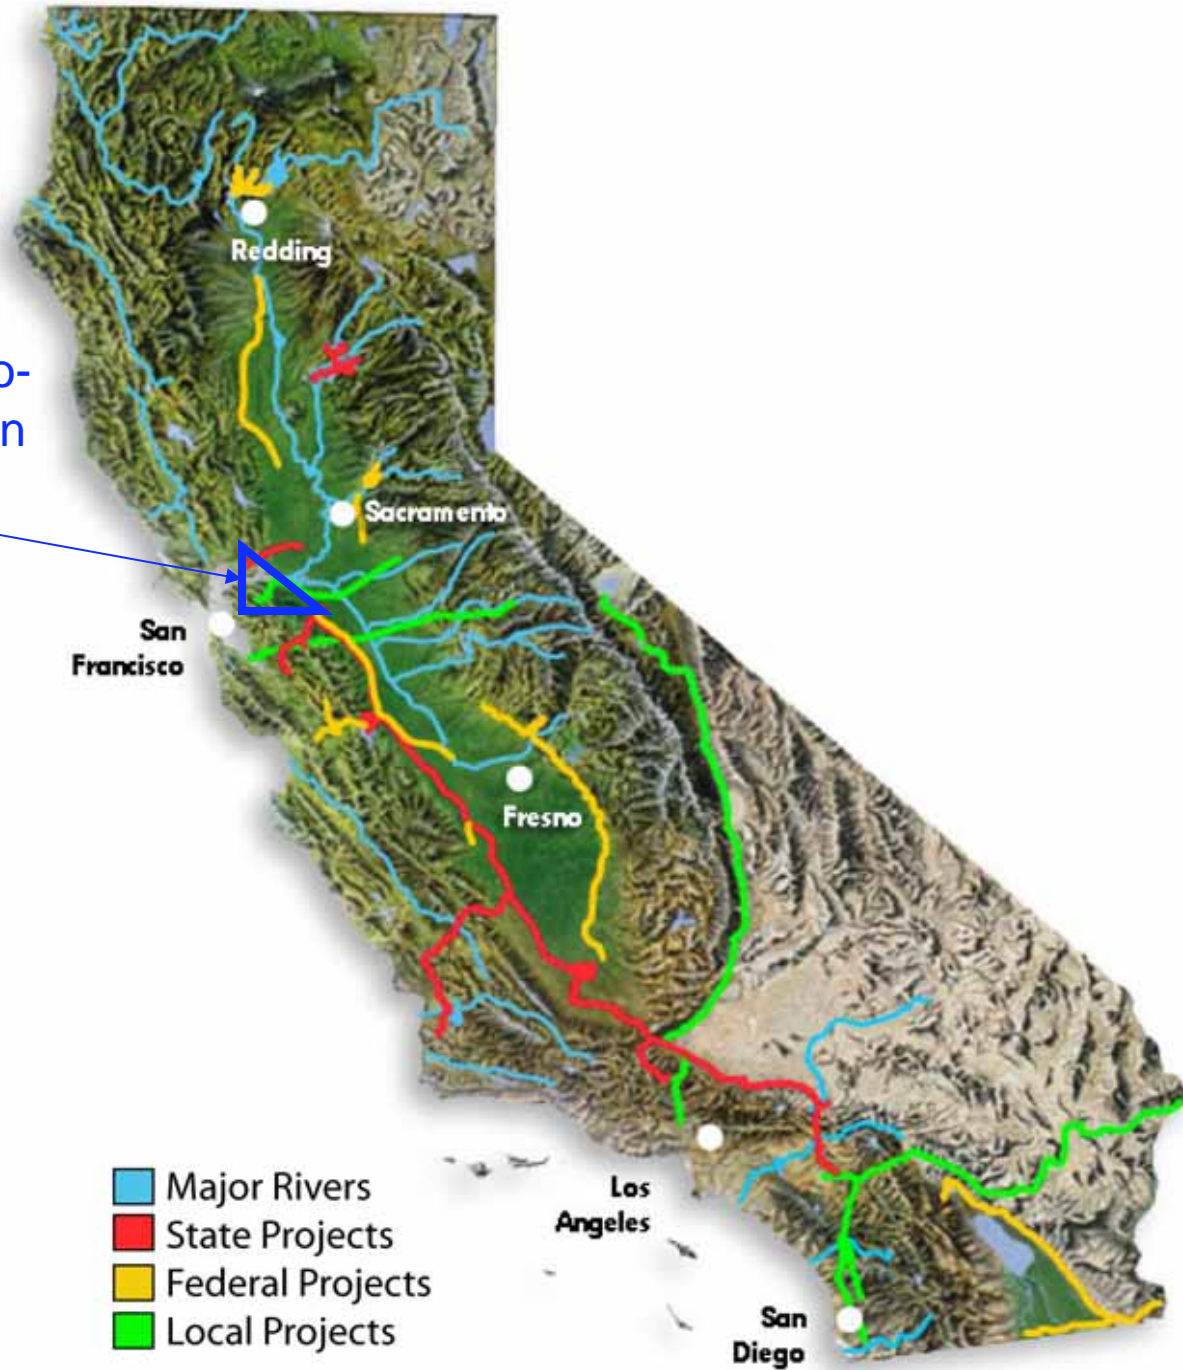 Redding
o-
n
Sacramento
San
Francisco
Fresno
Los
Angeles
San
Diego
Major Rivers
State Projects
Federal Projects
Local Projects